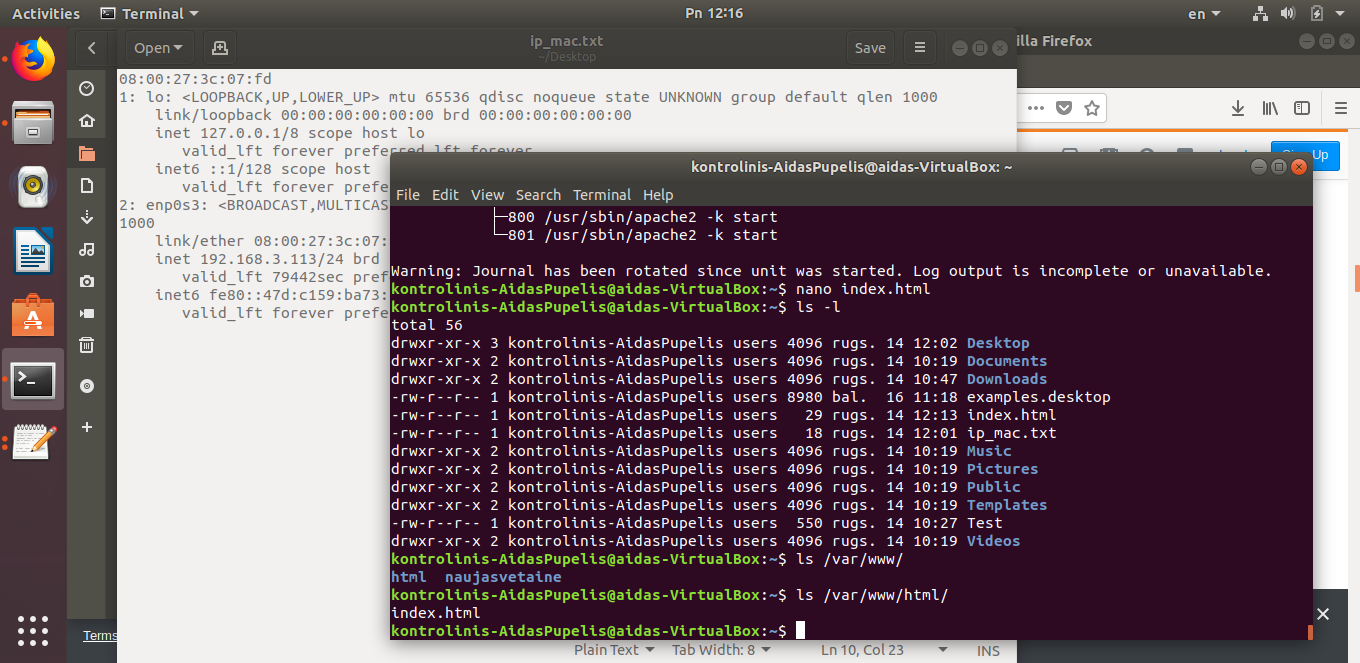 Activities Terminal Pn 12:16 en
Open ip_mac.txt Save
~/Desktop
illa Firefox
08:00:27:3c:07:fd
1: lo: <LOOPBACK,UP,LOWER_UP> mtu 65536 qdisc noqueue state UNKNOWN group default qlen 1000
link/loopback 00:00:00:00:00:00 brd 00:00:00:00:00:00
inet 127.0.0.1/8 scope host lo
valid_lft forever preferred_lft forever
inet6 ::1/128 scope host
valid_lft forever prefe
2: enp0s3: <BROADCAST,MULTICAS
1000
link/ether 08:00:27:3c:07:
inet 192.168.3.113/24 brd
valid_lft 79442sec pref
inet6 fe80::47d:c159:ba73:
valid_lft forever prefe
Up
kontrolinis-AidasPupelis@aidas-VirtualBox: ~
File Edit View Search Terminal Help
├─800 /usr/sbin/apache2 -k start
└─801 /usr/sbin/apache2 -k start
Warning: Journal has been rotated since unit was started. Log output is incomplete or unavailable.
kontrolinis-AidasPupelis@aidas-VirtualBox:~$ nano index.html
kontrolinis-AidasPupelis@aidas-VirtualBox:~$ ls -l
total 56
drwxr-xr-x 3 kontrolinis-AidasPupelis users 4096 rugs. 14 12:02 Desktop
drwxr-xr-x 2 kontrolinis-AidasPupelis users 4096 rugs. 14 10:19 Documents
drwxr-xr-x 2 kontrolinis-AidasPupelis users 4096 rugs. 14 10:47 Downloads
-rw-r--r-- 1 kontrolinis-AidasPupelis users 8980 bal.  16 11:18 examples.desktop
-rw-r--r-- 1 kontrolinis-AidasPupelis users   29 rugs. 14 12:13 index.html
-rw-r--r-- 1 kontrolinis-AidasPupelis users   18 rugs. 14 12:01 ip_mac.txt
drwxr-xr-x 2 kontrolinis-AidasPupelis users 4096 rugs. 14 10:19 Music
drwxr-xr-x 2 kontrolinis-AidasPupelis users 4096 rugs. 14 10:19 Pictures
drwxr-xr-x 2 kontrolinis-AidasPupelis users 4096 rugs. 14 10:19 Public
drwxr-xr-x 2 kontrolinis-AidasPupelis users 4096 rugs. 14 10:19 Templates
-rw-r--r-- 1 kontrolinis-AidasPupelis users  550 rugs. 14 10:27 Test
drwxr-xr-x 2 kontrolinis-AidasPupelis users 4096 rugs. 14 10:19 Videos
kontrolinis-AidasPupelis@aidas-VirtualBox:~$ ls /var/www/
html  naujasvetaine
kontrolinis-AidasPupelis@aidas-VirtualBox:~$ ls /var/www/html/
index.html
kontrolinis-AidasPupelis@aidas-VirtualBox:~$
Terms
Plain Text Tab Width: 8 Ln 10, Col 23 INS